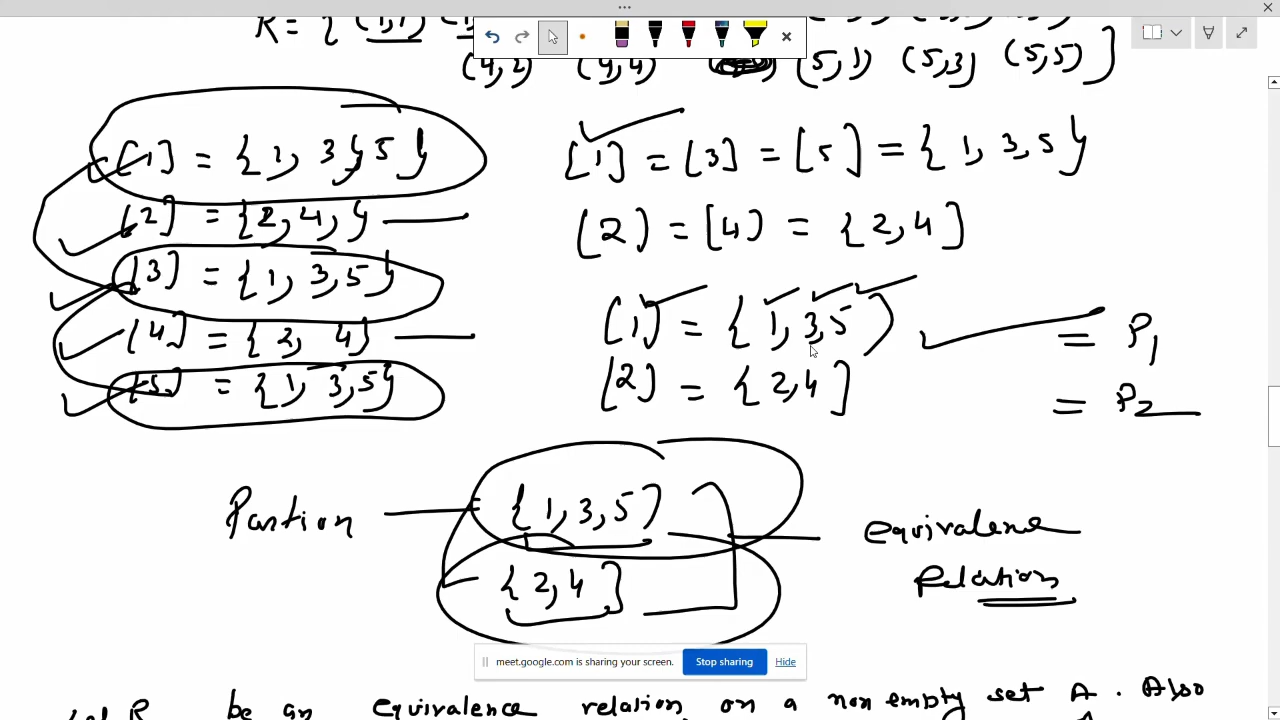 R = { (1,1)
(4,2) (4,4) (5,1) (5,3) (5,5) ]
[1] = { 1, 3, 5 }
[2] = {2, 4, }
[3] = { 1, 3, 5 }
[4] = { 2, 4 }
[5] = { 1, 3, 5 }
[1] = [3] = [5] = { 1, 3, 5 }
[2] = [4] = { 2, 4 ]
[1] = { 1, 3, 5 } = P1
[2] = { 2, 4 ] = P2
Partion { 1, 3, 5 }
{ 2, 4 ]
equivalence
Relation
meet.google.com is sharing your screen. Stop sharing Hide
Let R be an equivalence relation on a non empty set A. Also